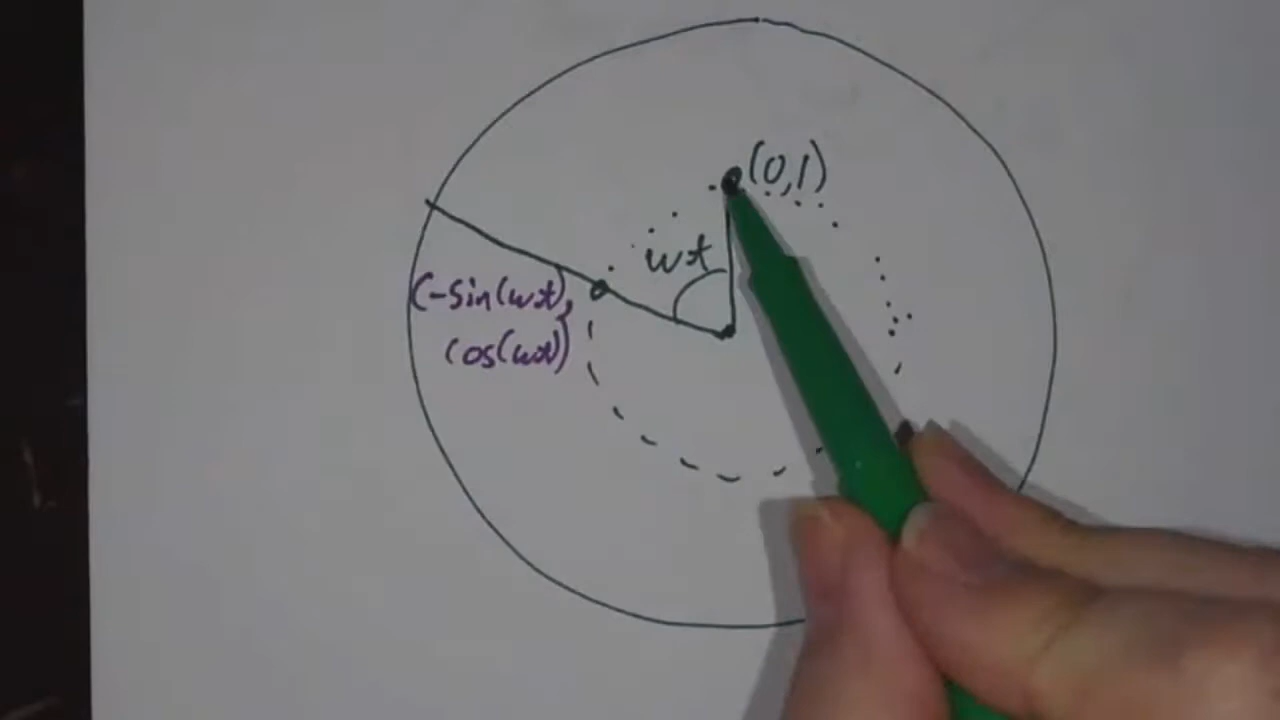 (0,1)
wt
(-sin(wt),
cos(wt))